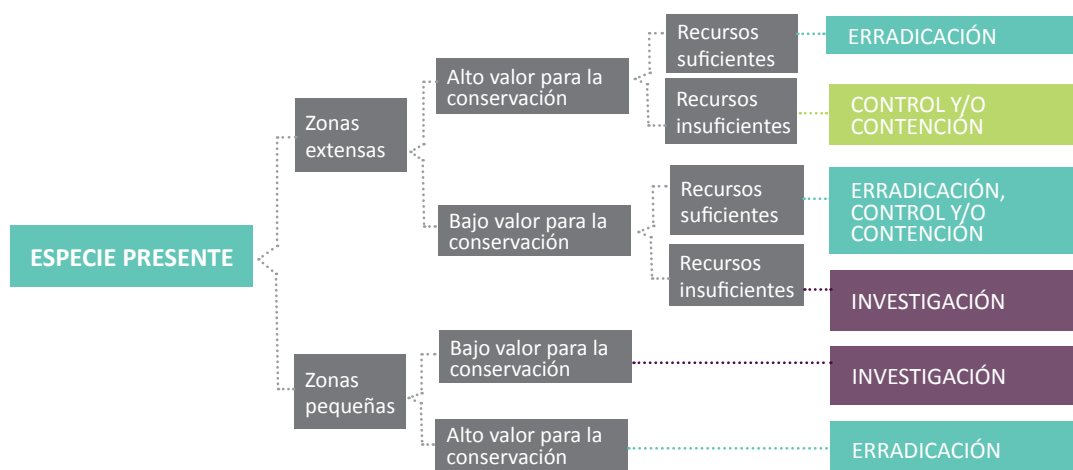 ESPECIE PRESENTE
Zonas
extensas
Alto valor para la
conservación
Recursos
suficientes
ERRADICACIÓN
Recursos
insuficientes
CONTROL Y/O
CONTENCIÓN
Bajo valor para la
conservación
Recursos
suficientes
ERRADICACIÓN,
CONTROL Y/O
CONTENCIÓN
Recursos
insuficientes
INVESTIGACIÓN
Zonas
pequeñas
Bajo valor para la
conservación
INVESTIGACIÓN
Alto valor para la
conservación
ERRADICACIÓN